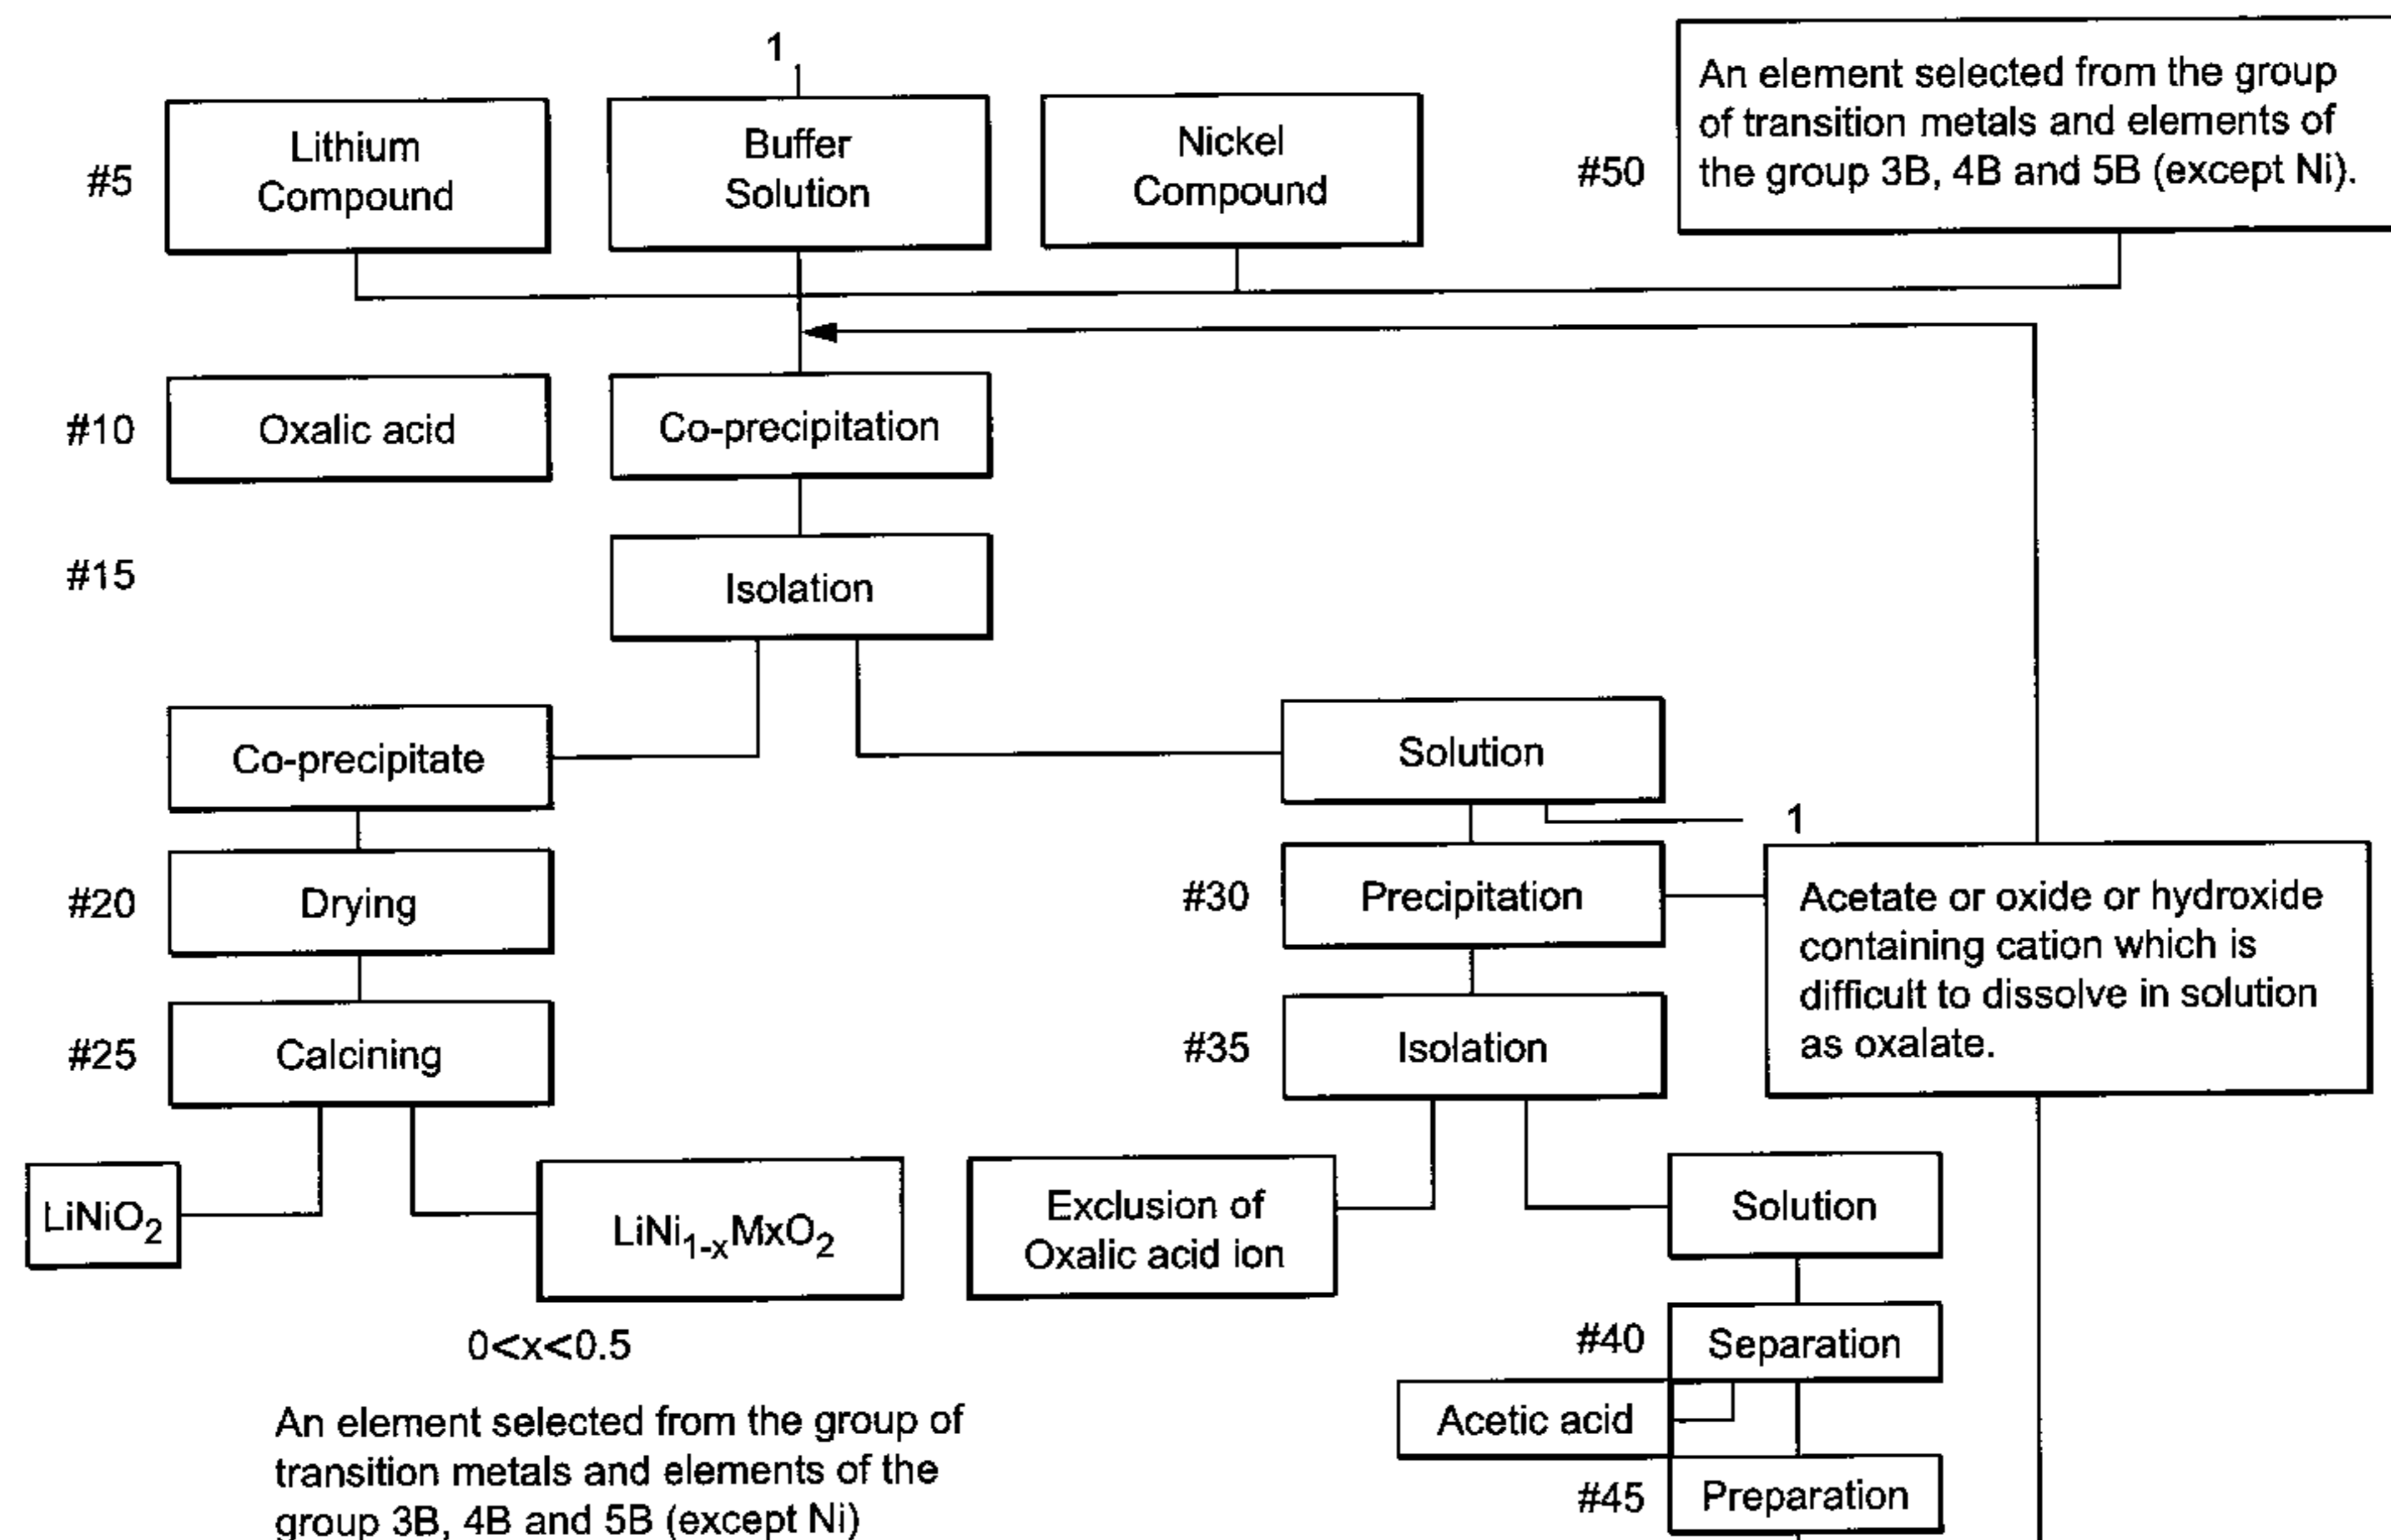 1
Lithium
Compound
Buffer
Solution
Nickel
Compound
An element selected from the group
of transition metals and elements of
the group 3B, 4B and 5B (except Ni).
#5
#50
#10
Oxalic acid
Co-precipitation
#15
Isolation
Co-precipitate
Solution
1
#20
Drying
#30
Precipitation
Acetate or oxide or hydroxide
containing cation which is
difficult to dissolve in solution
as oxalate.
#25
Calcining
#35
Isolation
LiNiO2
LiNi1-xMxO2
Exclusion of
Oxalic acid ion
Solution
0<x<0.5
#40
Separation
An element selected from the group of
transition metals and elements of the
group 3B, 4B and 5B (except Ni)
Acetic acid
#45
Preparation